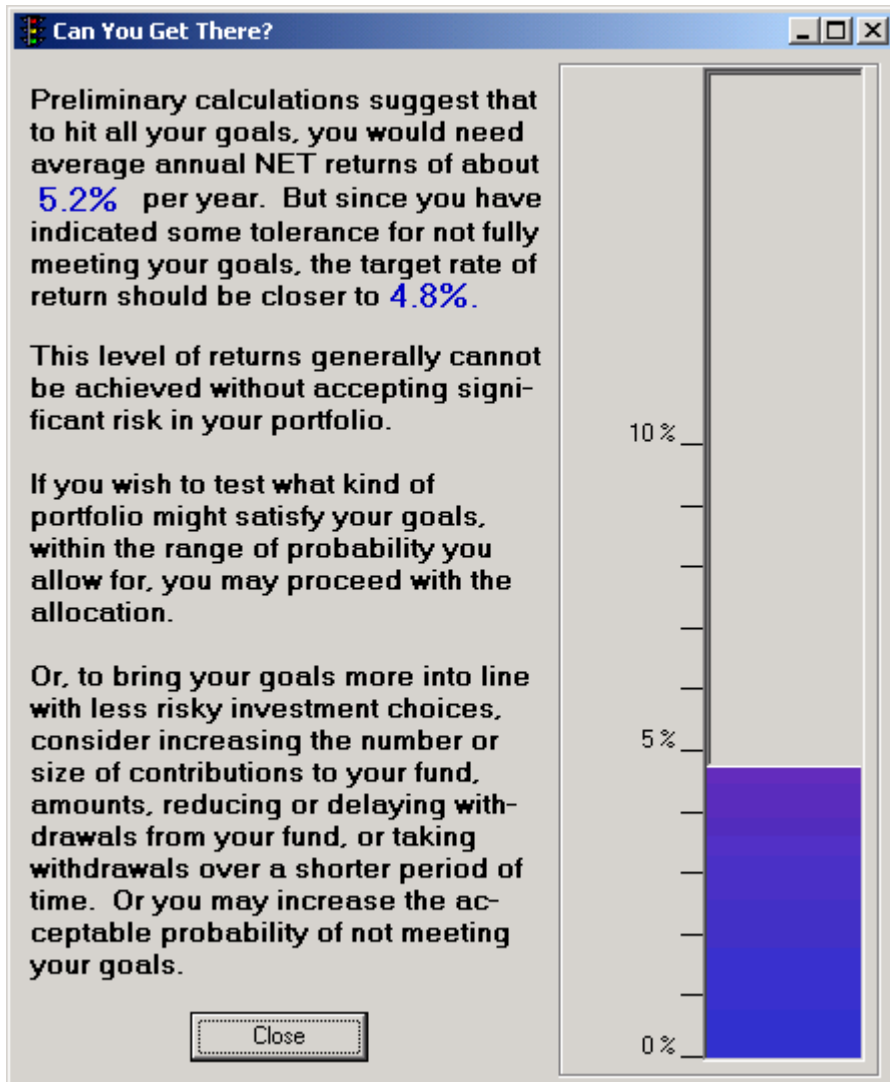 Can You Get There?
Preliminary calculations suggest that
to hit all your goals, you would need
average annual NET returns of about
5.2% per year. But since you have
indicated some tolerance for not fully
meeting your goals, the target rate of
return should be closer to 4.8%.
This level of returns generally cannot
be achieved without accepting signi-
ficant risk in your portfolio.
If you wish to test what kind of
portfolio might satisfy your goals,
within the range of probability you
allow for, you may proceed with the
allocation.
Or, to bring your goals more into line
with less risky investment choices,
consider increasing the number or
size of contributions to your fund,
amounts, reducing or delaying with-
drawals from your fund, or taking
withdrawals over a shorter period of
time. Or you may increase the ac-
ceptable probability of not meeting
your goals.
Close
10%
5%
0%